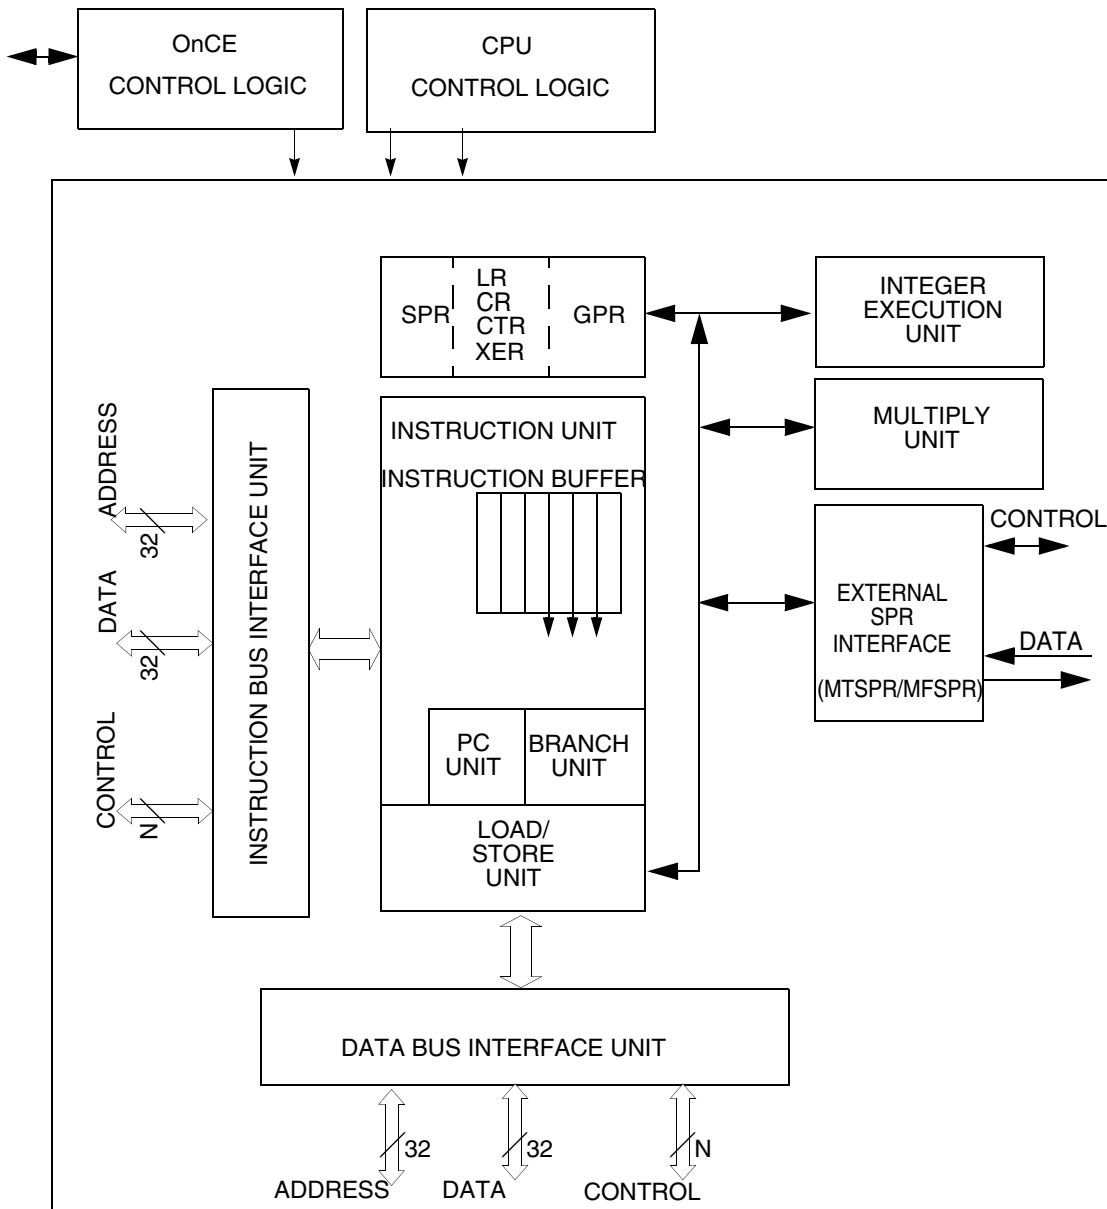 OnCE
CONTROL LOGIC
CPU
CONTROL LOGIC
SPR
LR
CR
CTR
XER
GPR
INTEGER
EXECUTION
UNIT
MULTIPLY
UNIT
INSTRUCTION UNIT
INSTRUCTION BUFFER
ADDRESS
32
DATA
32
CONTROL
N
INSTRUCTION BUS INTERFACE UNIT
CONTROL
EXTERNAL
SPR
INTERFACE
(MTSPR/MFSPR)
DATA
PC
UNIT
BRANCH
UNIT
LOAD/
STORE
UNIT
DATA BUS INTERFACE UNIT
32
32
N
ADDRESS
DATA
CONTROL